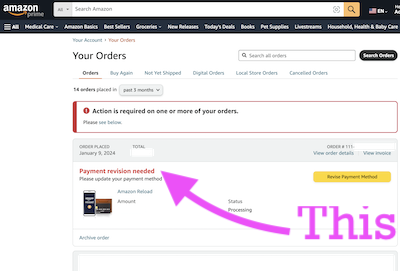 amazon
prime
All
Search Amazon
EN
All
Medical Care
Amazon Basics
Best Sellers
Groceries
New Releases
Today's Deals
Books
Pet Supplies
Livestreams
Household, Health & Baby Care
Your Account › Your Orders
Your Orders
Search all orders
Search Orders
Orders
Buy Again
Not Yet Shipped
Digital Orders
Local Store Orders
Cancelled Orders
14 orders placed in
past 3 months
Action is required on one or more of your orders.
Please see below.
ORDER PLACED
TOTAL
ORDER # 111-
January 9, 2024
View order details
View invoice
Payment revision needed
Please update your payment method
Revise Payment Method
Amazon Reload
Amount
Status
Processing
This
Archive order